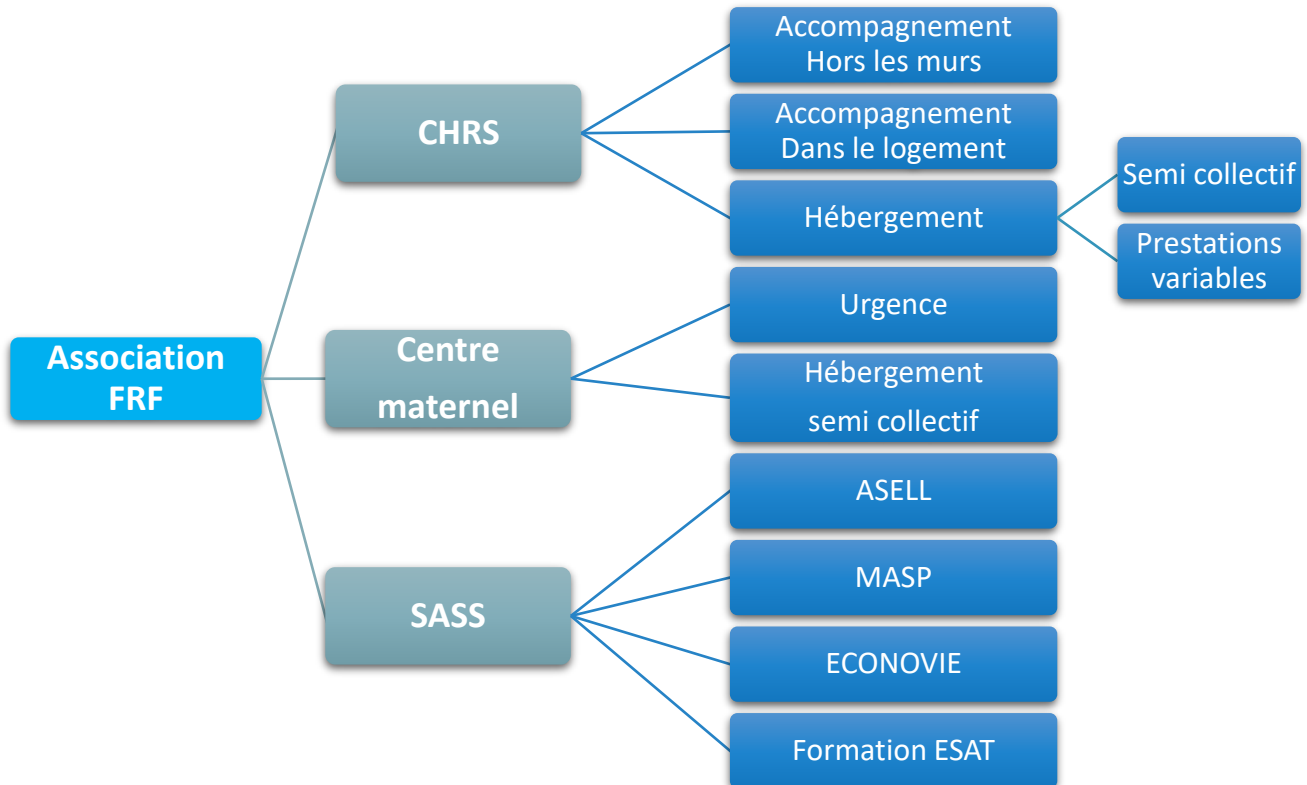 Association
FRF
CHRS
Accompagnement
Hors les murs
Accompagnement
Dans le logement
Hébergement
Semi collectif
Prestations
variables
Centre
maternel
Urgence
Hébergement
semi collectif
SASS
ASELL
MASP
ECONOVIE
Formation ESAT